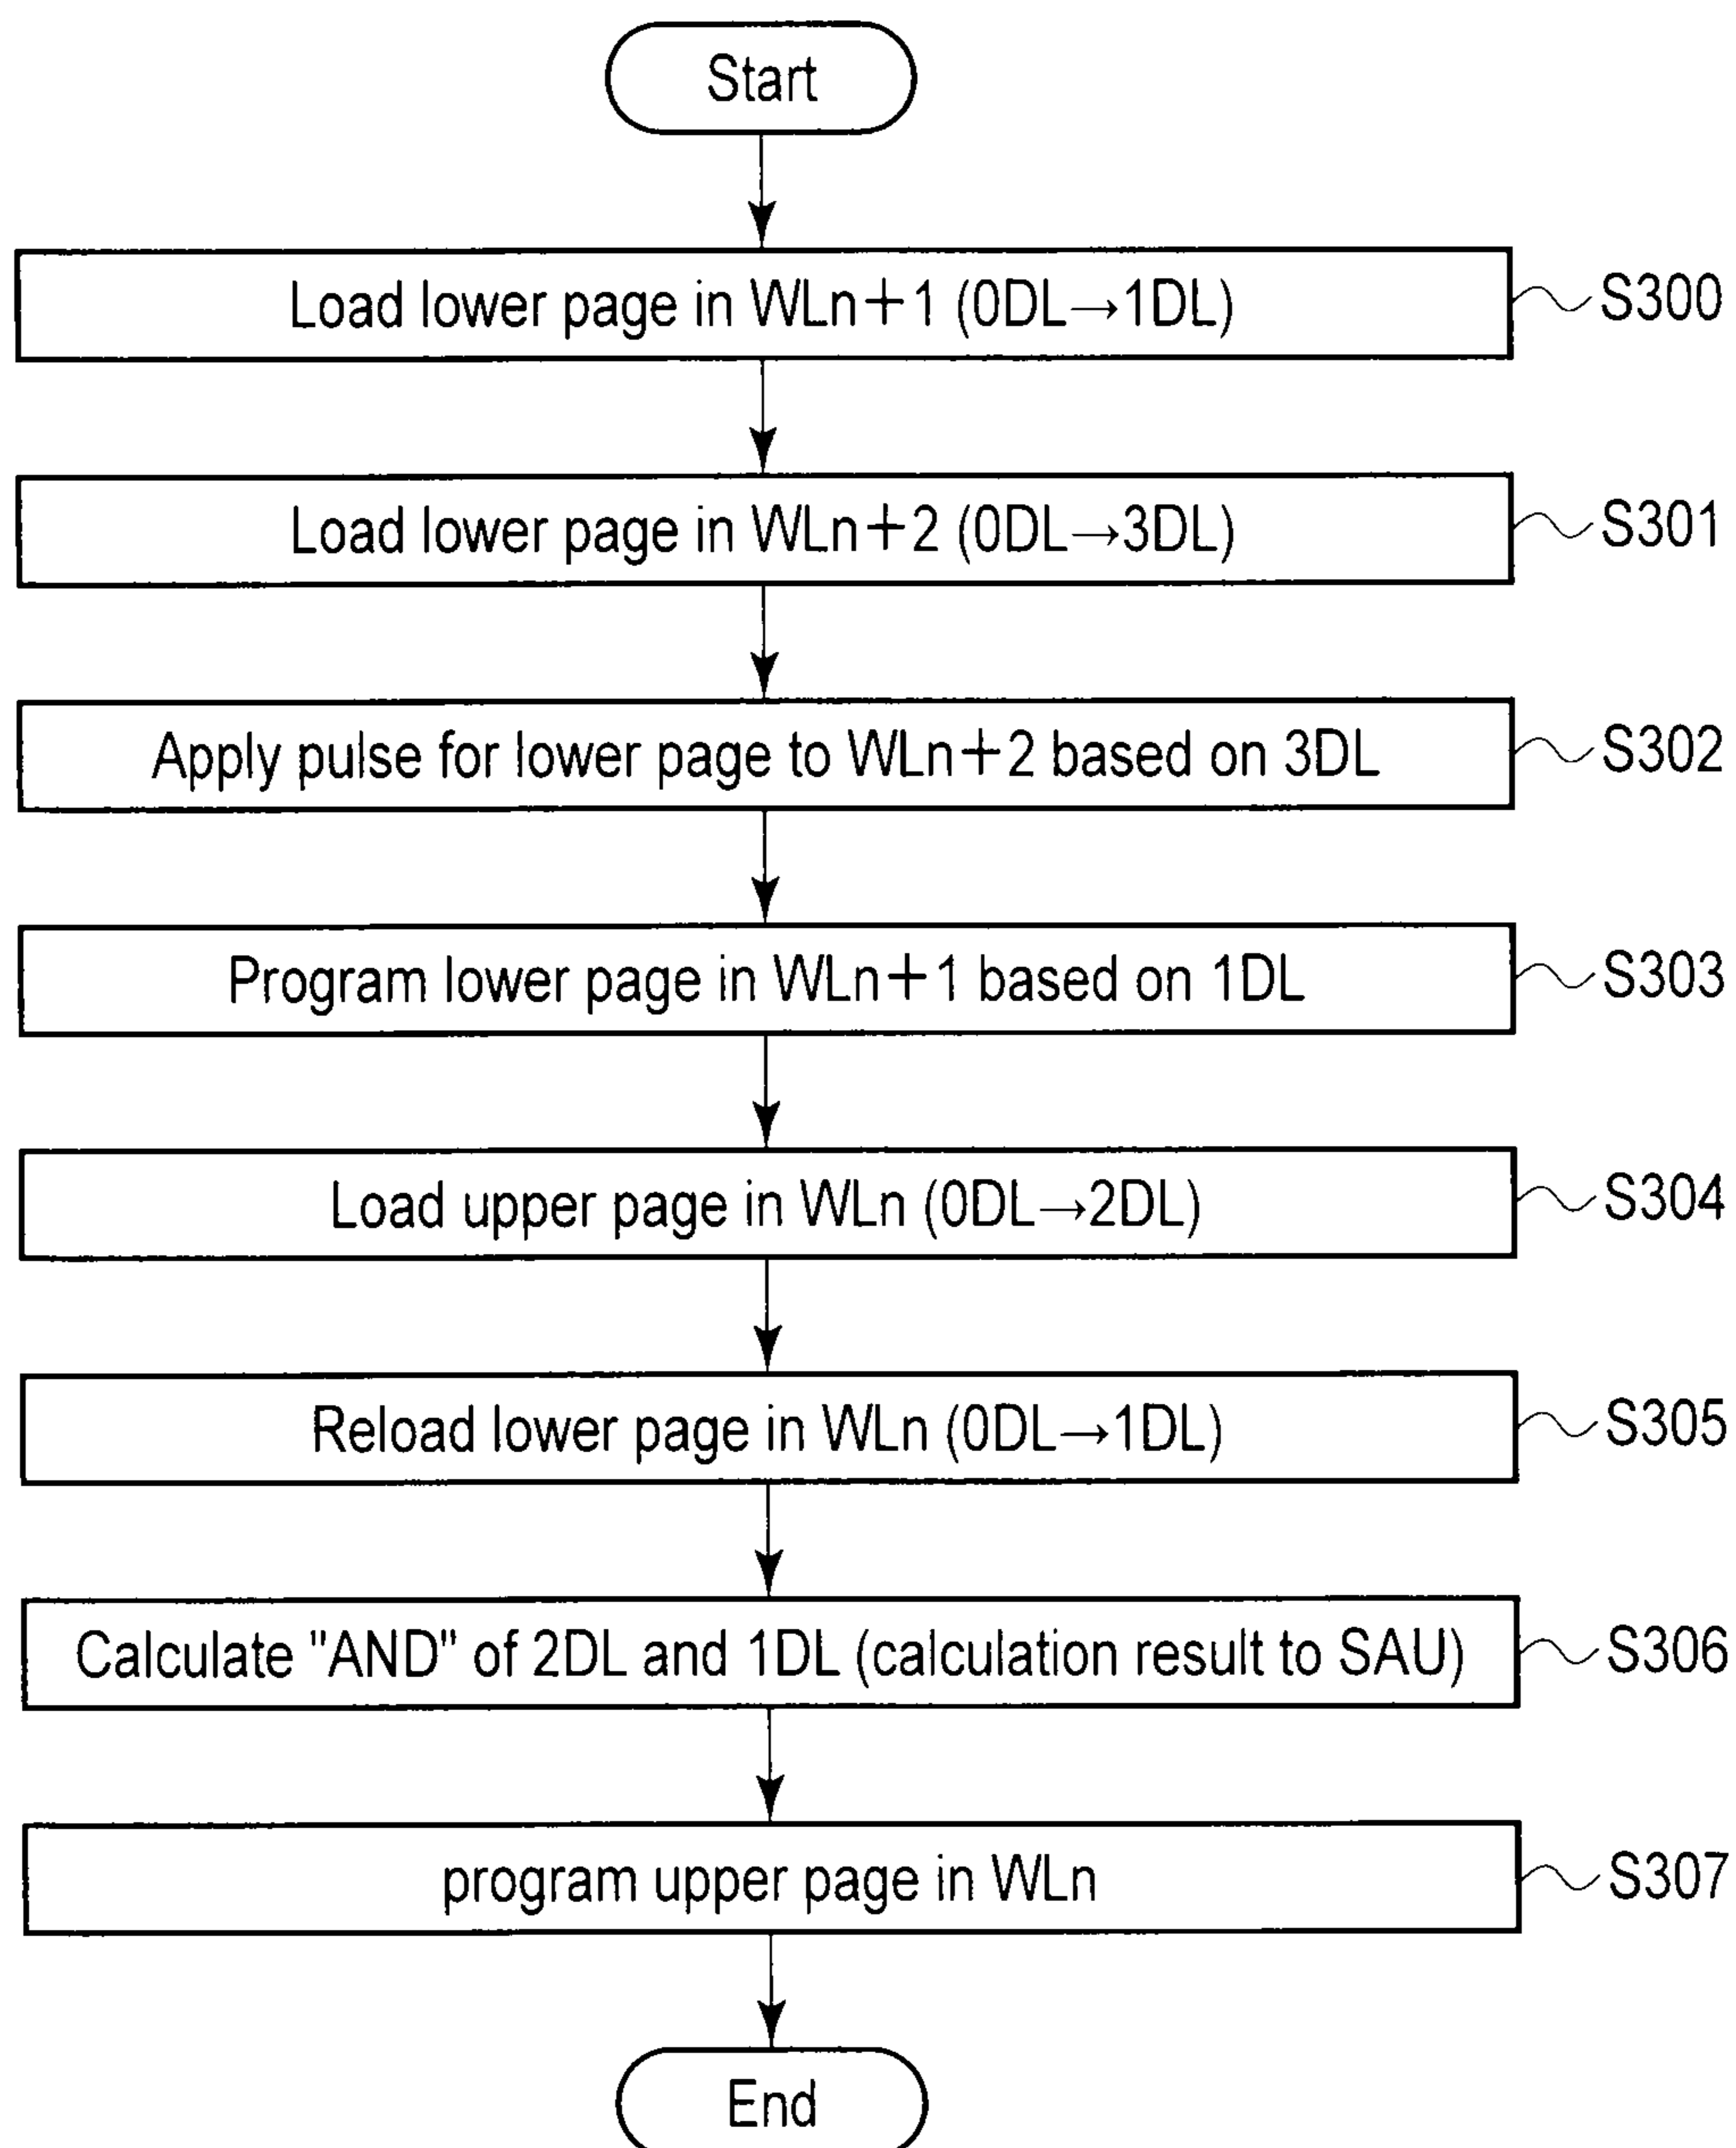 Start
Load lower page in WLn+1 (0DL→1DL) S300
Load lower page in WLn+2 (0DL→3DL) S301
Apply pulse for lower page to WLn+2 based on 3DL S302
Program lower page in WLn+1 based on 1DL S303
Load upper page in WLn (0DL→2DL) S304
Reload lower page in WLn (0DL→1DL) S305
Calculate "AND" of 2DL and 1DL (calculation result to SAU) S306
program upper page in WLn S307
End